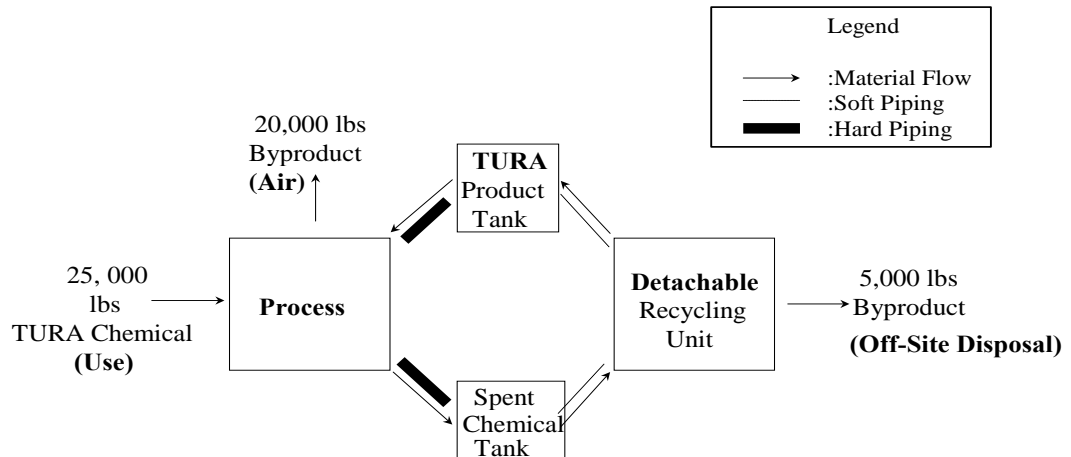 Legend
:Material Flow
:Soft Piping
:Hard Piping
20,000 lbs
Byproduct
(Air)
TURA
Product
Tank
25, 000
lbs
TURA Chemical
(Use)
Process
Detachable
Recycling
Unit
5,000 lbs
Byproduct
(Off-Site Disposal)
Spent
Chemical
Tank